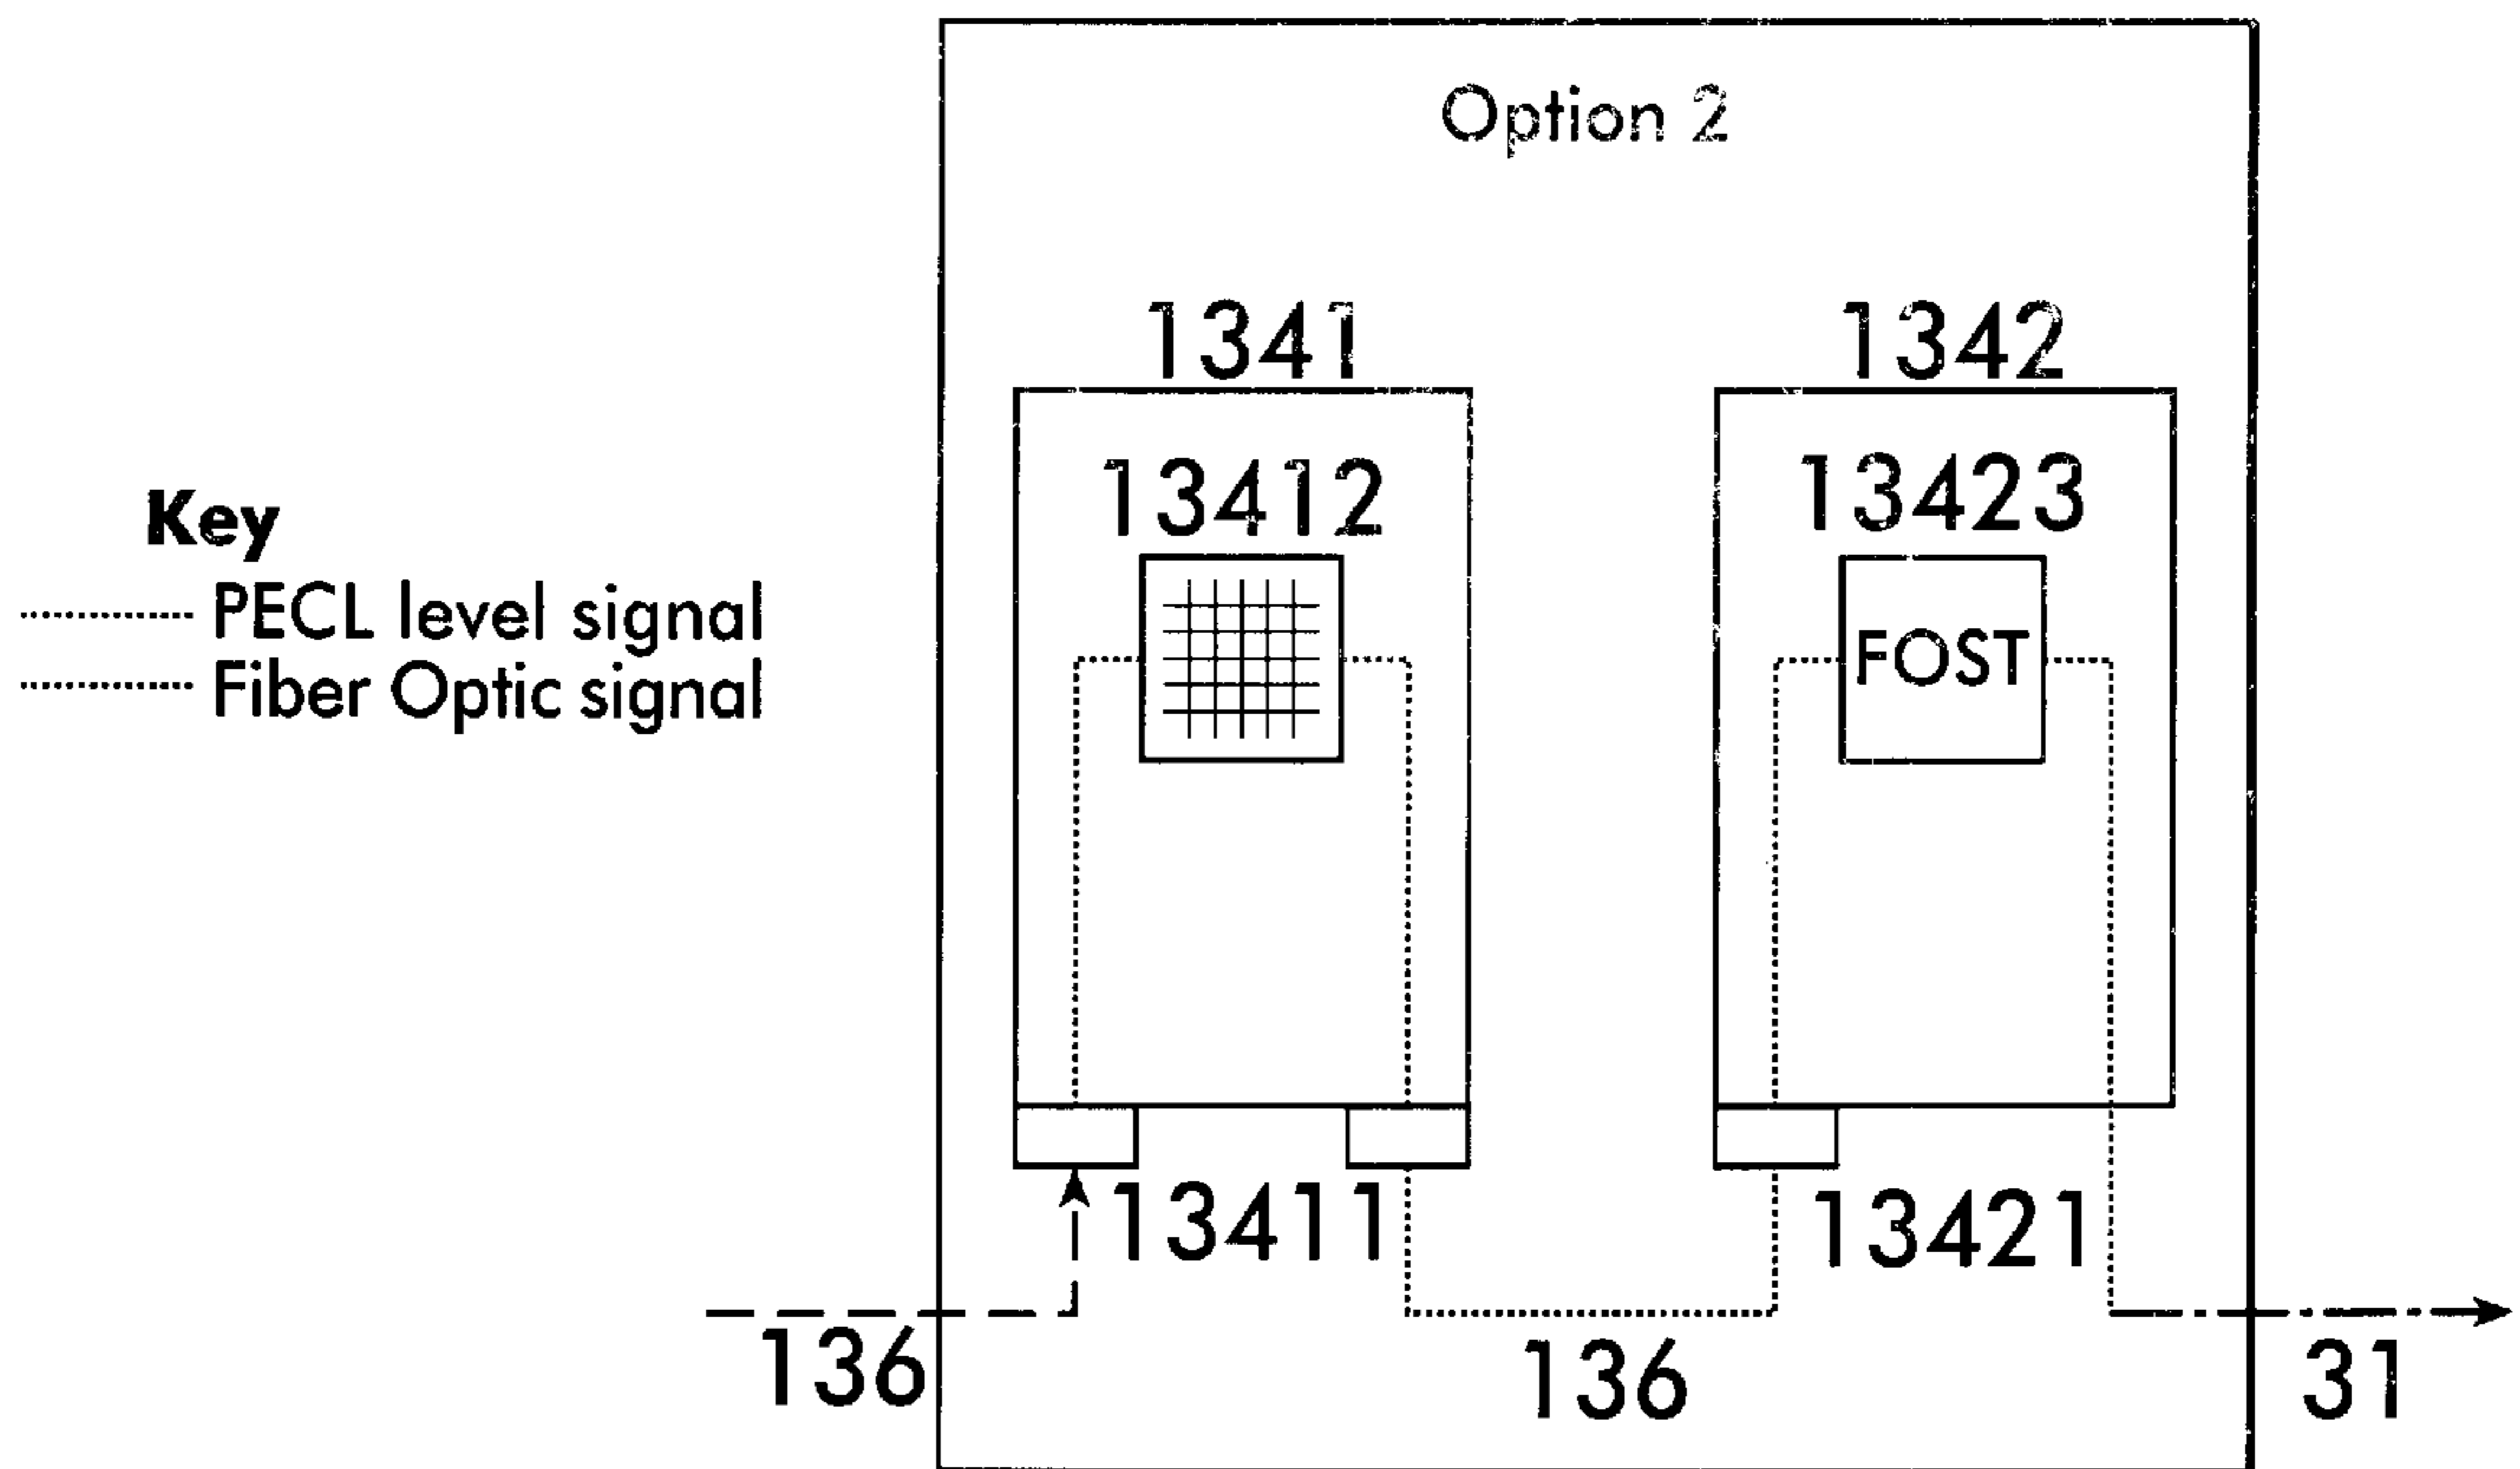 Option 2
1341
1342
13412
13423
Key
PECL level signal
Fiber Optic signal
FOST
13411
13421
136
136
31